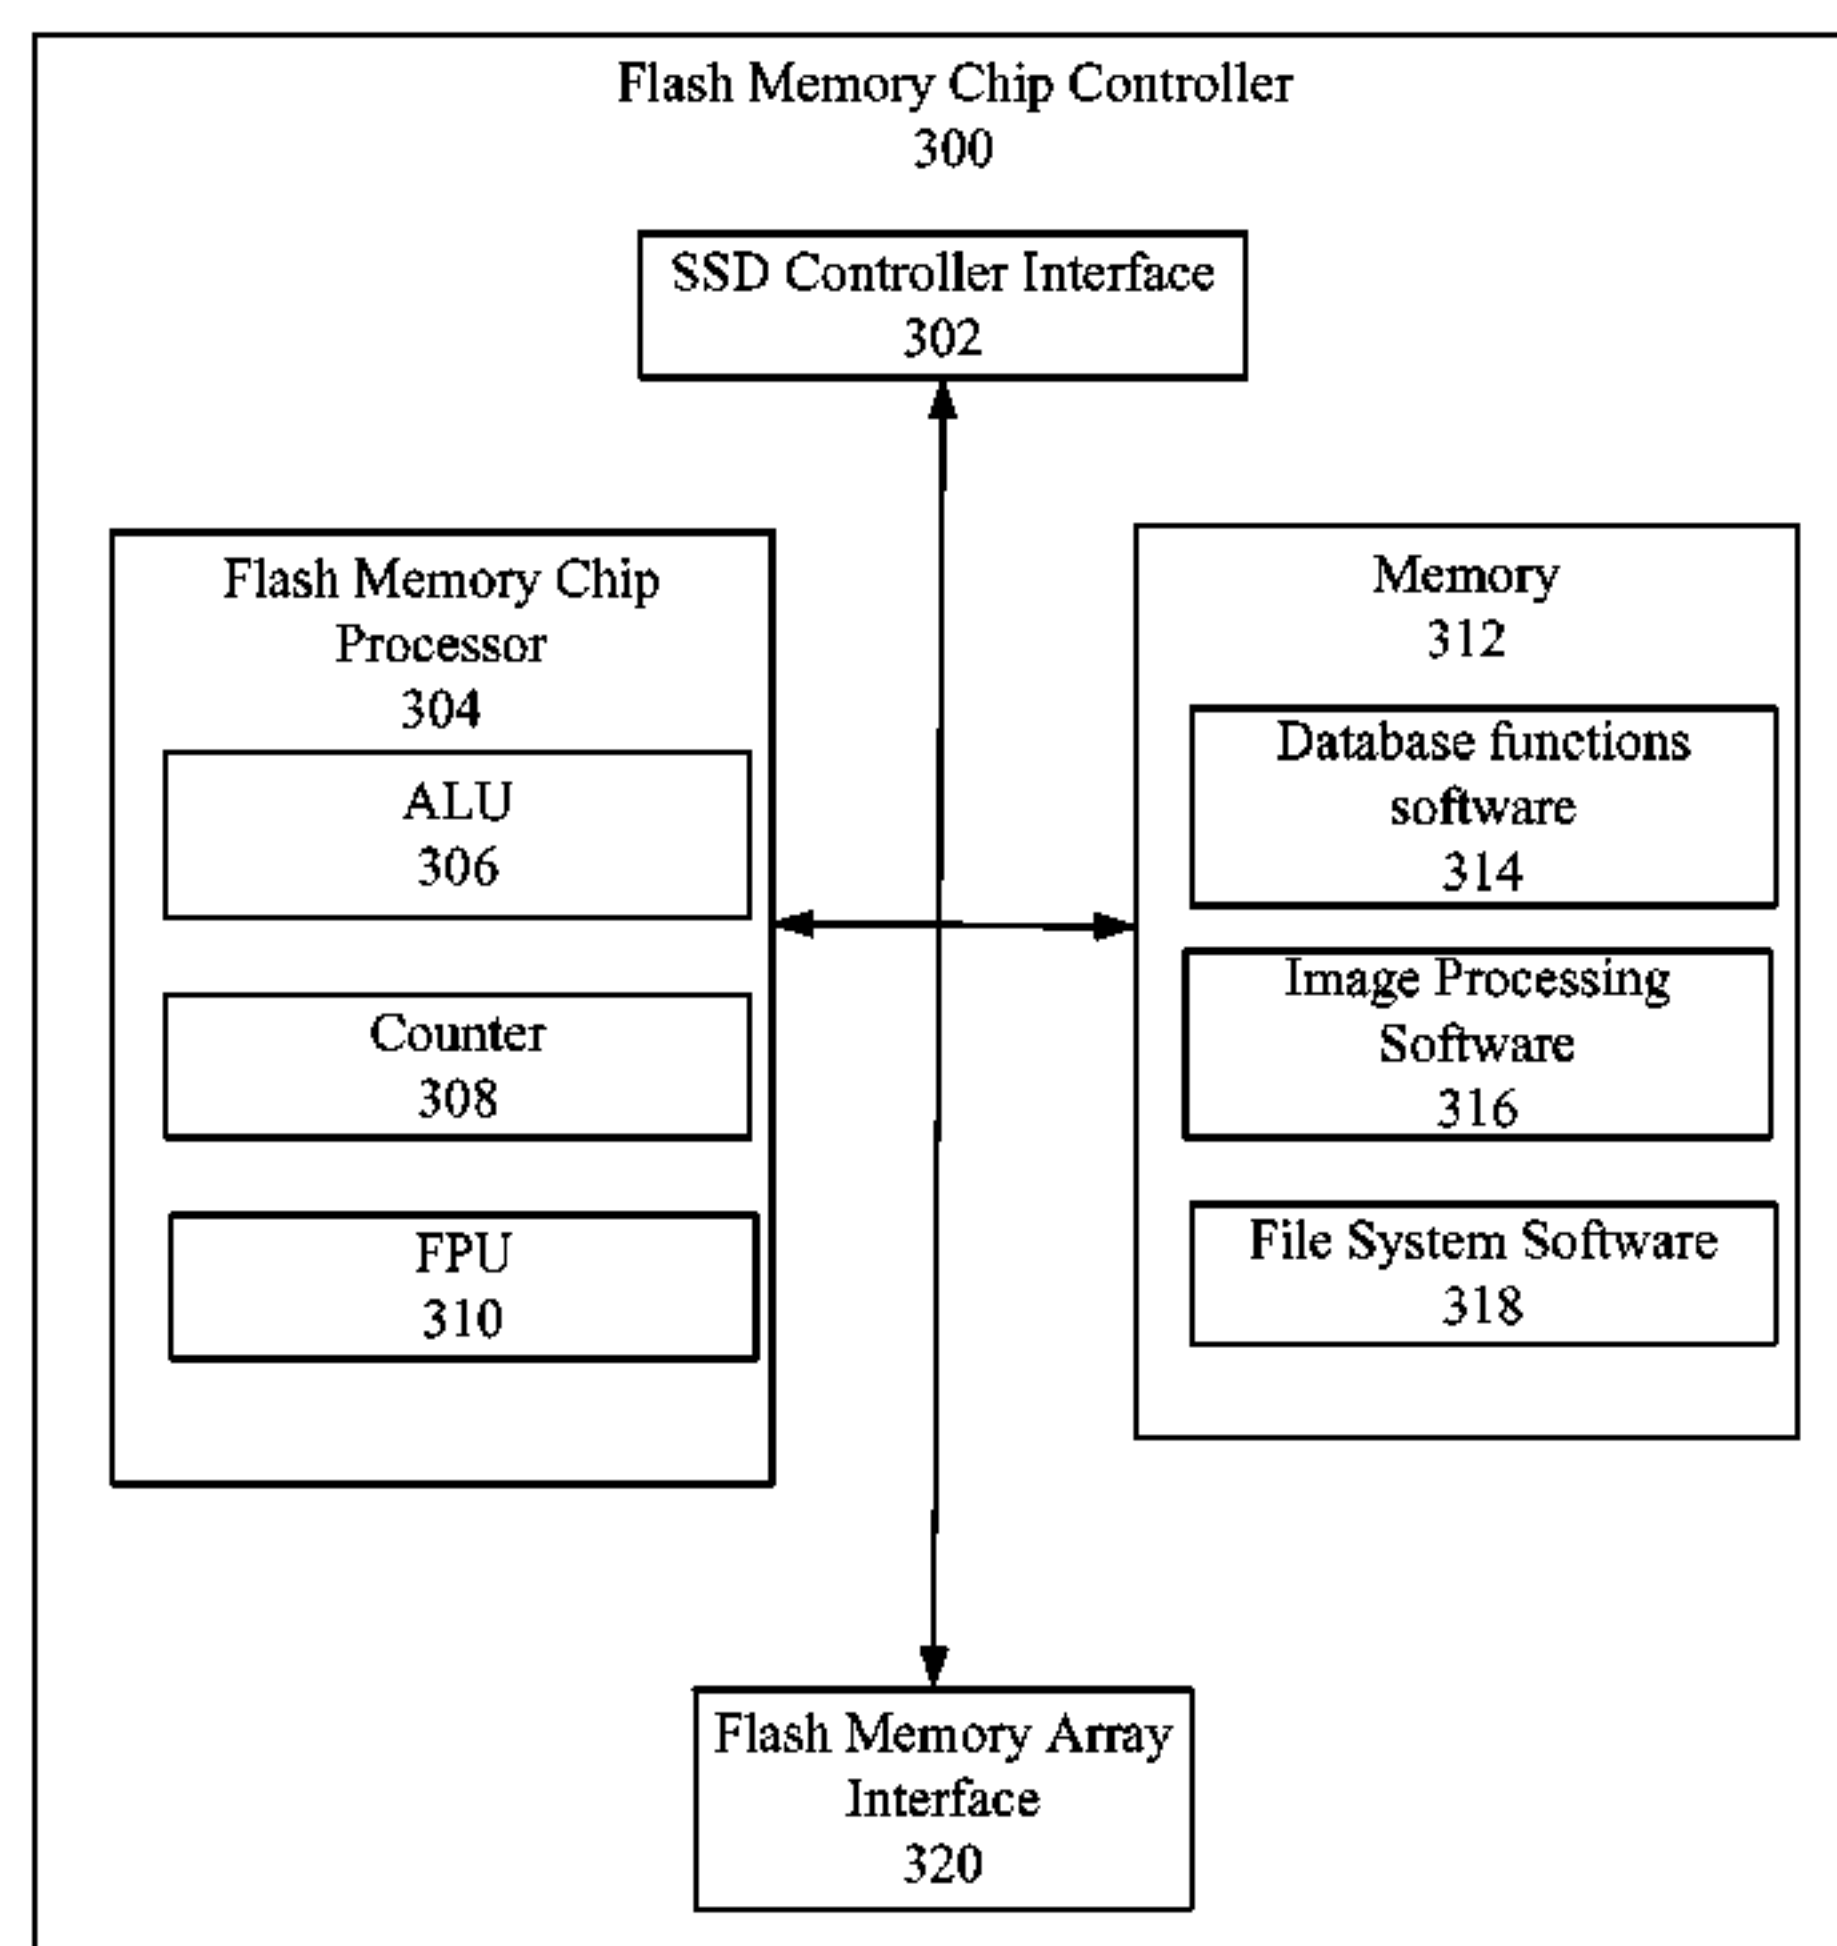 Flash Memory Chip Controller
300
SSD Controller Interface
302
Flash Memory Chip
Processor
304
ALU
306
Counter
308
FPU
310
Memory
312
Database functions
software
314
Image Processing
Software
316
File System Software
318
Flash Memory Array
Interface
320